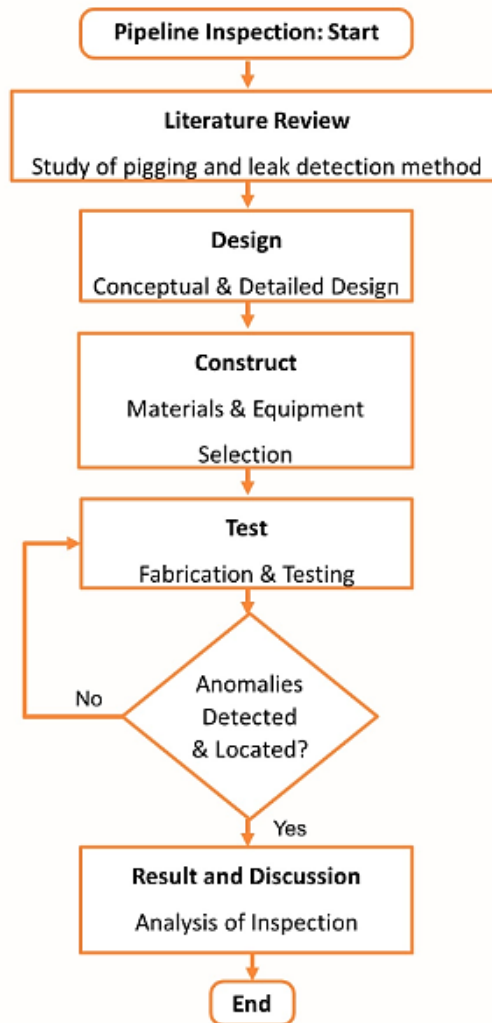 Pipeline Inspection: Start
Literature Review
Study of pigging and leak detection method
Design
Conceptual & Detailed Design
Construct
Materials & Equipment
Selection
Test
Fabrication & Testing
Anomalies
Detected
& Located?
No
Yes
Result and Discussion
Analysis of Inspection
End